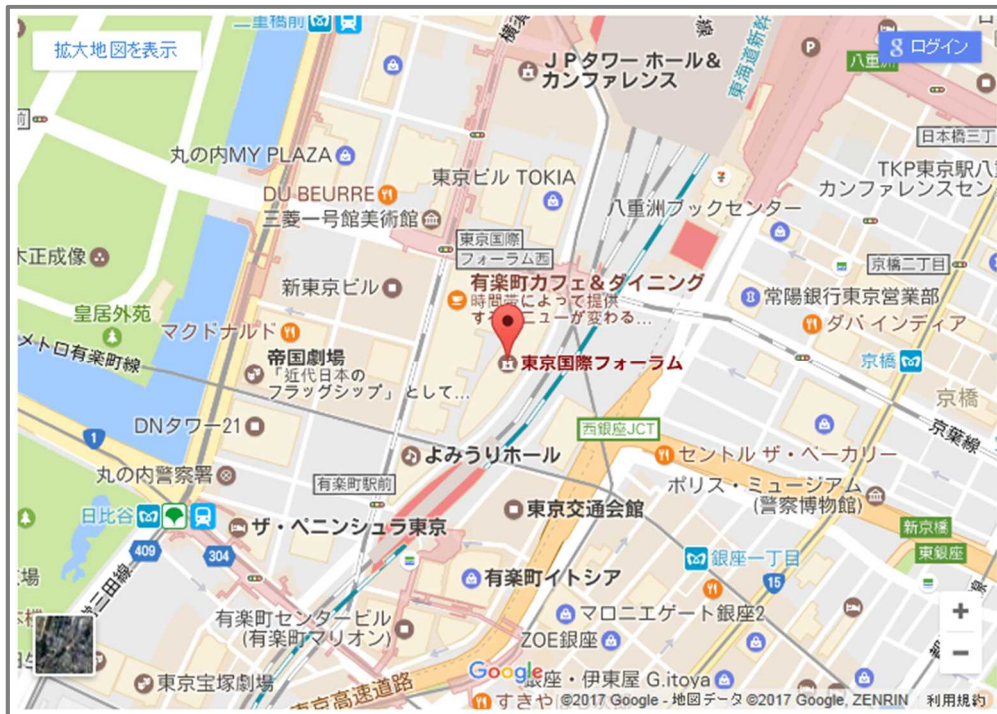 二重橋前
拡大地図を表示
ログイン
JPタワー ホール&
カンファレンス
東海道新幹
八重洲
日本橋三丁
丸の内MY PLAZA
東京ビル TOKIA
TKP東京駅八
カンファレンスセン
DU BEURRE
三菱一号館美術館
八重洲ブックセンター
東京国際
フォーラム西
木正成像
京橋二丁目
新東京ビル
有楽町カフェ&ダイニング
時間帯によって提供
するメニューが変わる...
常陽銀行東京営業部
皇居外苑
マクドナルド
ダバ インディア
メトロ有楽町線
帝国劇場
「近代日本の
フラッグシップ」として...
東京国際フォーラム
京橋
京橋
DNタワー21
西銀座JCT
京葉線
1
よみうりホール
セントル ザ・ベーカリー
丸の内警察署
有楽町駅前
ポリス・ミュージアム
(警察博物館)
日比谷
ザ・ペニンシュラ東京
東京交通会館
新京橋
東銀座
409
304
銀座一丁目
15
有楽町イトシア
三田線
有楽町センタービル
(有楽町マリオン)
マロニエゲート銀座2
ZOE銀座
+
−
Google
銀座・伊東屋 G.itoya
東京宝塚劇場
東京高速道路
すきや
©2017 Google - 地図データ ©2017 Google, ZENRIN
利用規約